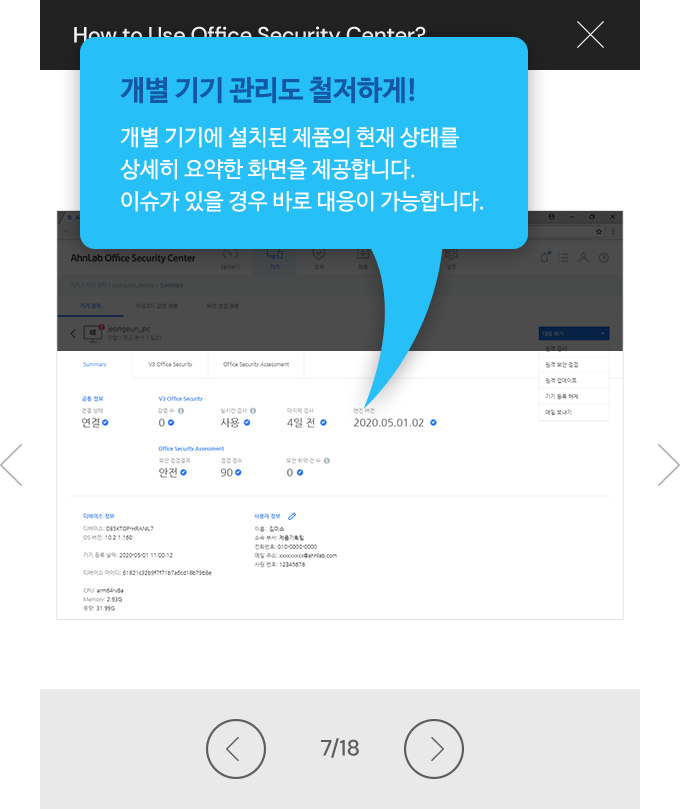 How to Use Office Security Center?
개별 기기 관리도 철저하게!
개별 기기에 설치된 제품의 현재 상태를
상세히 요약한 화면을 제공합니다.
이슈가 있을 경우 바로 대응이 가능합니다.
AhnLab Office Security Center
대시보드 기기 정책 제품
기기 관리
jeongeun_pc
대응 하기
원격 검사
원격 보안 점검
원격 업데이트
기기 등록 해제
메일 보내기
Summary V3 Office Security Office Security Assessment
공통 정보 V3 Office Security
연결 상태 감염 수 실시간 검사 마지막 검사 엔진 버전
연결 0 사용 4일 전 2020.05.01.02
Office Security Assessment
보안 점검결과 점검 점수 보안 취약 건 수
안전 90 0
디바이스 정보 사용자 정보
디바이스: DESKTOP-HRANIL7
OS 버전: 10.2.1.160
기기 등록 날짜: 2020-05-01 11:00:12
디바이스 아이디: 61821c32b9f7f71b7a6cd18b79b8e
CPU: arm64-v8a
Memory: 2.93G
용량: 31.99G
이름: 김미소
소속 부서: 제품기획팀
전화번호: 010-0000-0000
메일 주소: xxxxxxxxx@ahnlab.com
사원 번호: 12345678
7/18